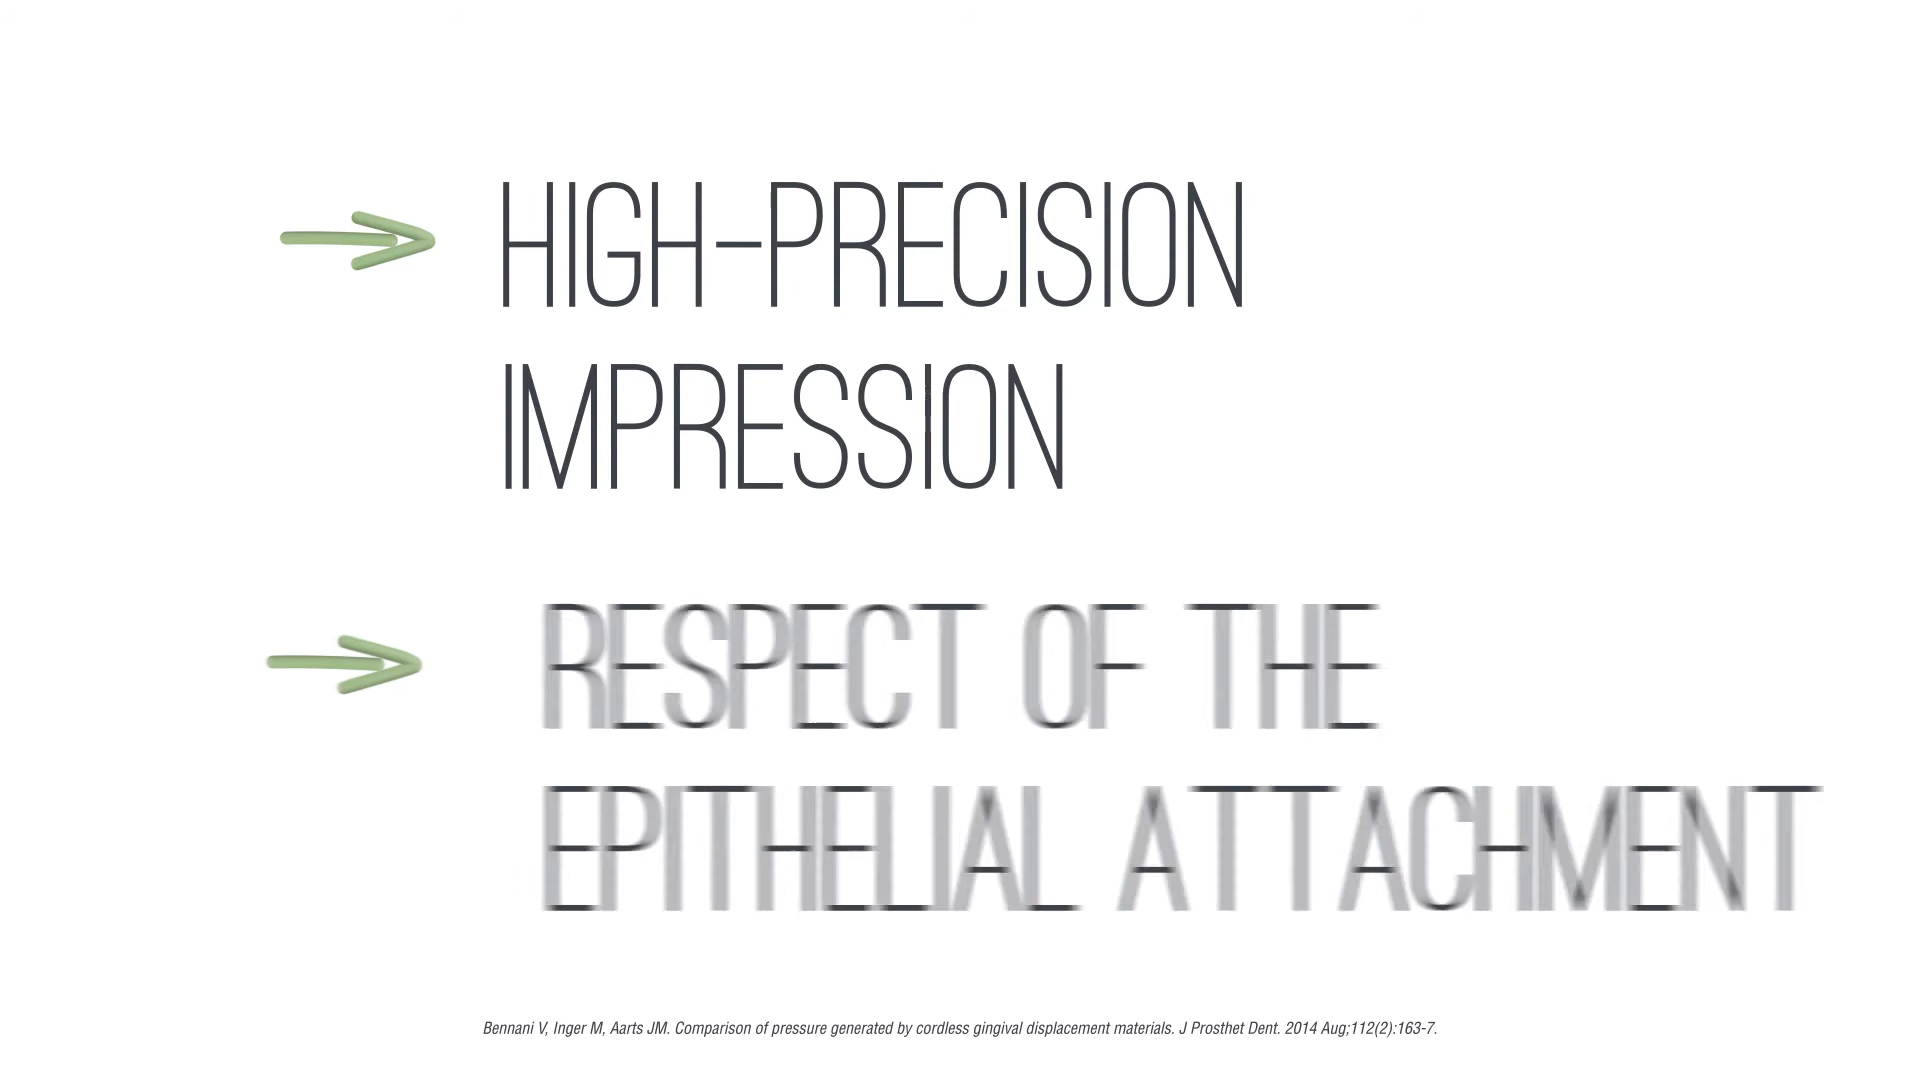 HIGH-PRECISION
IMPRESSION
RESPECT OF THE
EPITHELIAL ATTACHMENT
Bennani V, Inger M, Aarts JM. Comparison of pressure generated by cordless gingival displacement materials. J Prosthet Dent. 2014 Aug;112(2):163-7.